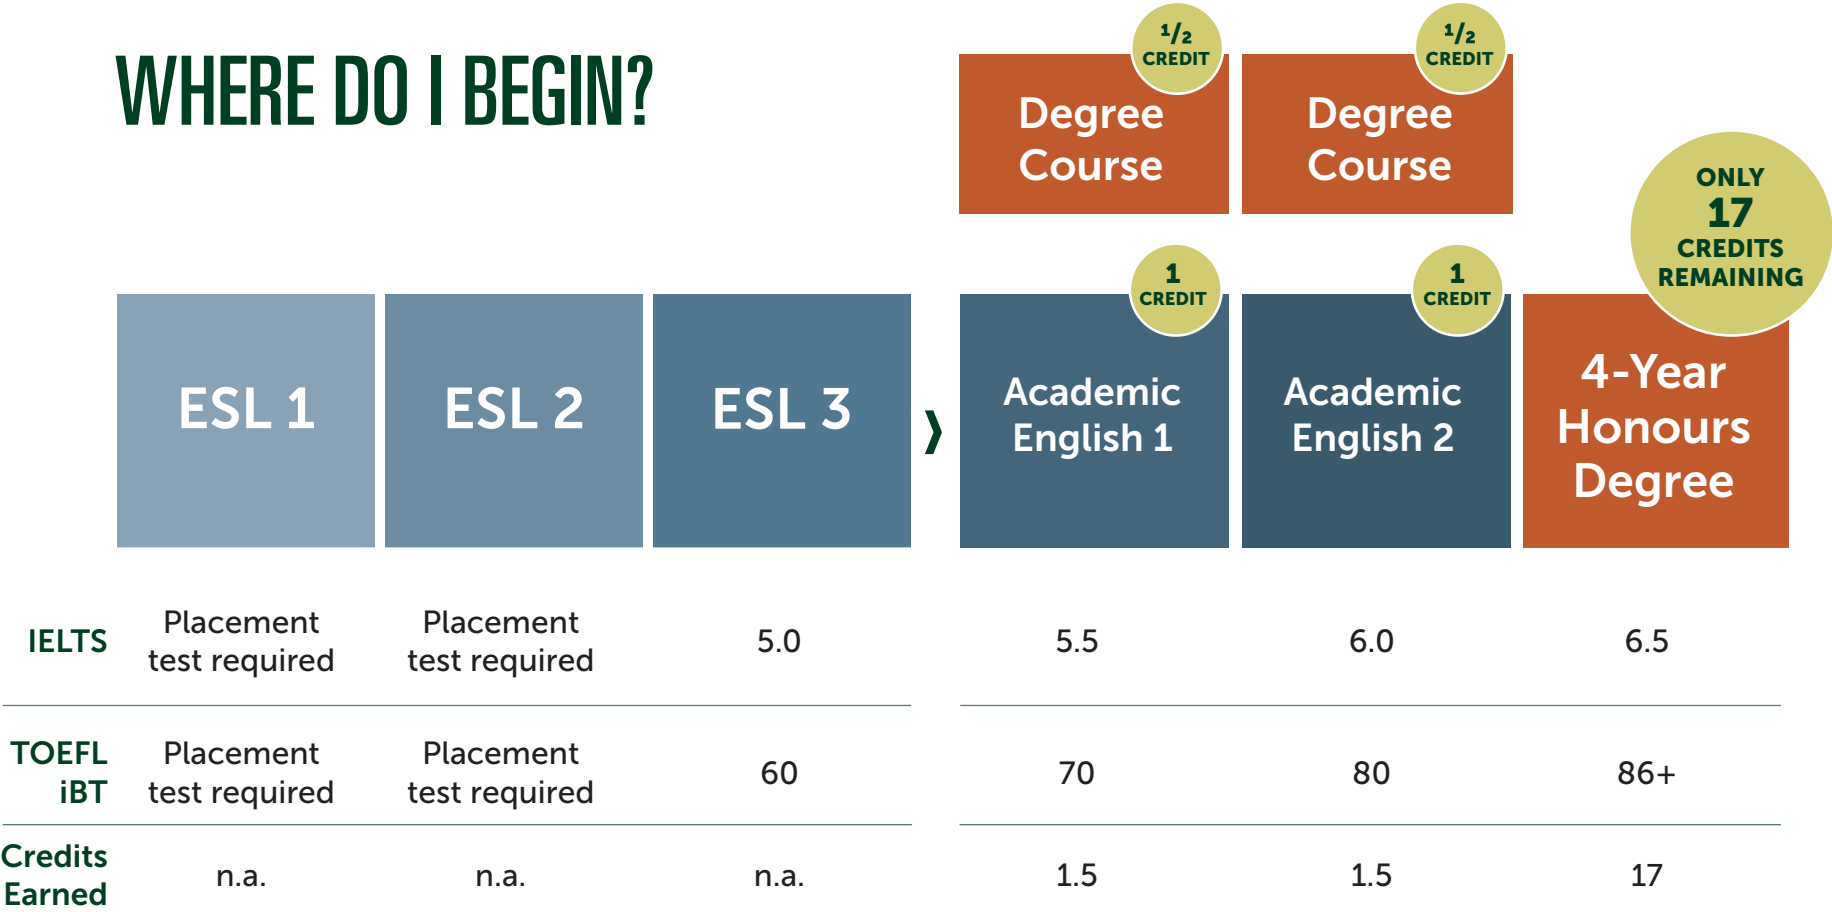 WHERE DO I BEGIN?
1/2
CREDIT
Degree
Course
1/2
CREDIT
Degree
Course
ONLY
17
CREDITS
REMAINING
ESL 1
ESL 2
ESL 3
❯
1
CREDIT
Academic
English 1
1
CREDIT
Academic
English 2
4-Year
Honours
Degree
IELTS
Placement
test required
Placement
test required
5.0
5.5
6.0
6.5
TOEFL
iBT
Placement
test required
Placement
test required
60
70
80
86+
Credits
Earned
n.a.
n.a.
n.a.
1.5
1.5
17